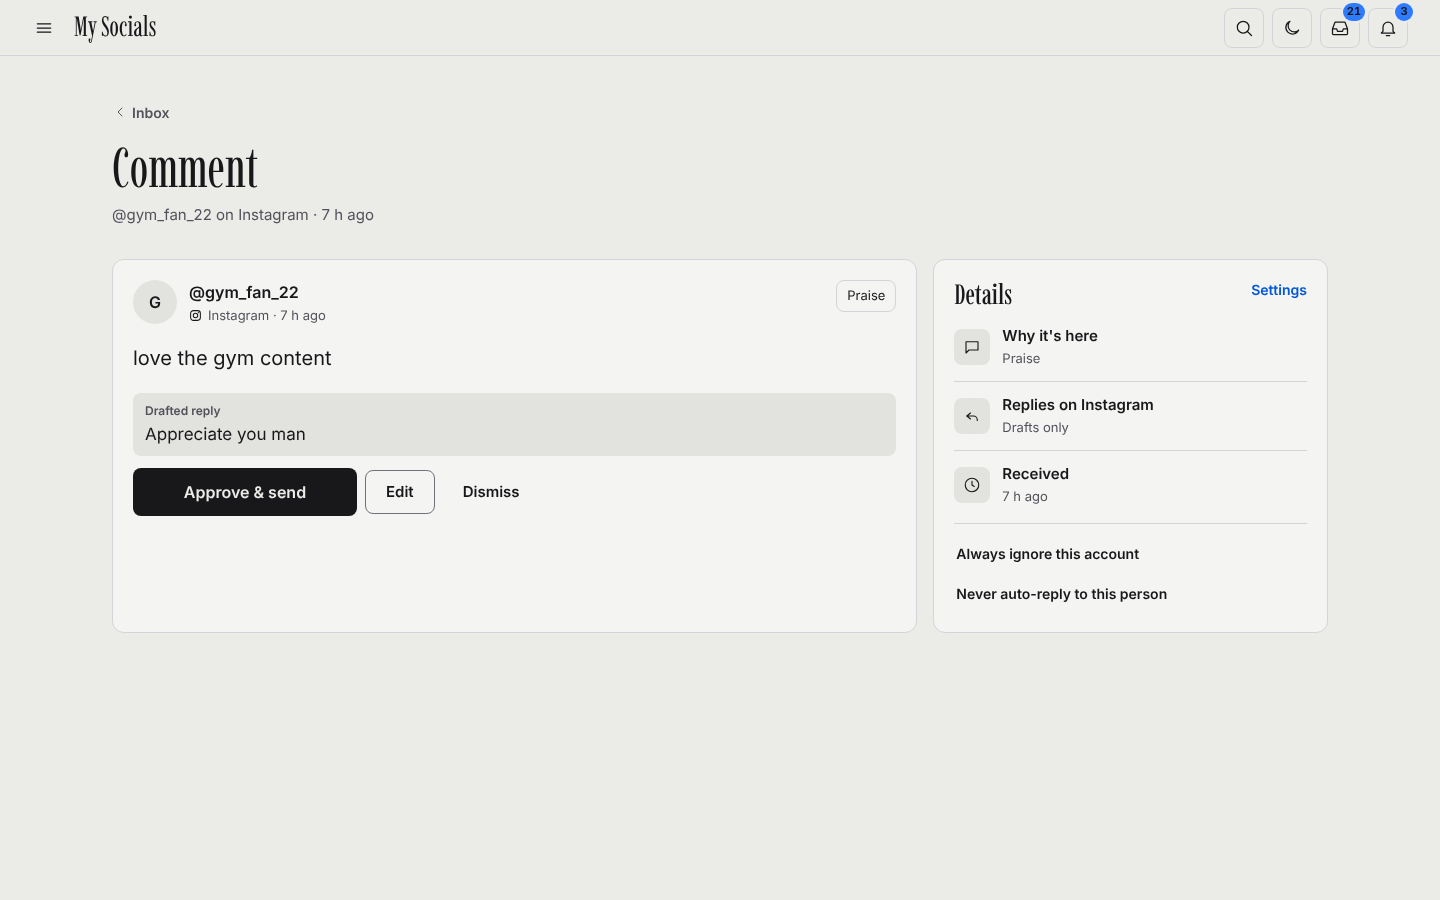 My Socials
21
3
Inbox
Comment
@gym_fan_22 on Instagram · 7 h ago
G
@gym_fan_22
Instagram · 7 h ago
Praise
love the gym content
Drafted reply
Appreciate you man
Approve & send
Edit
Dismiss
Details
Settings
Why it's here
Praise
Replies on Instagram
Drafts only
Received
7 h ago
Always ignore this account
Never auto-reply to this person